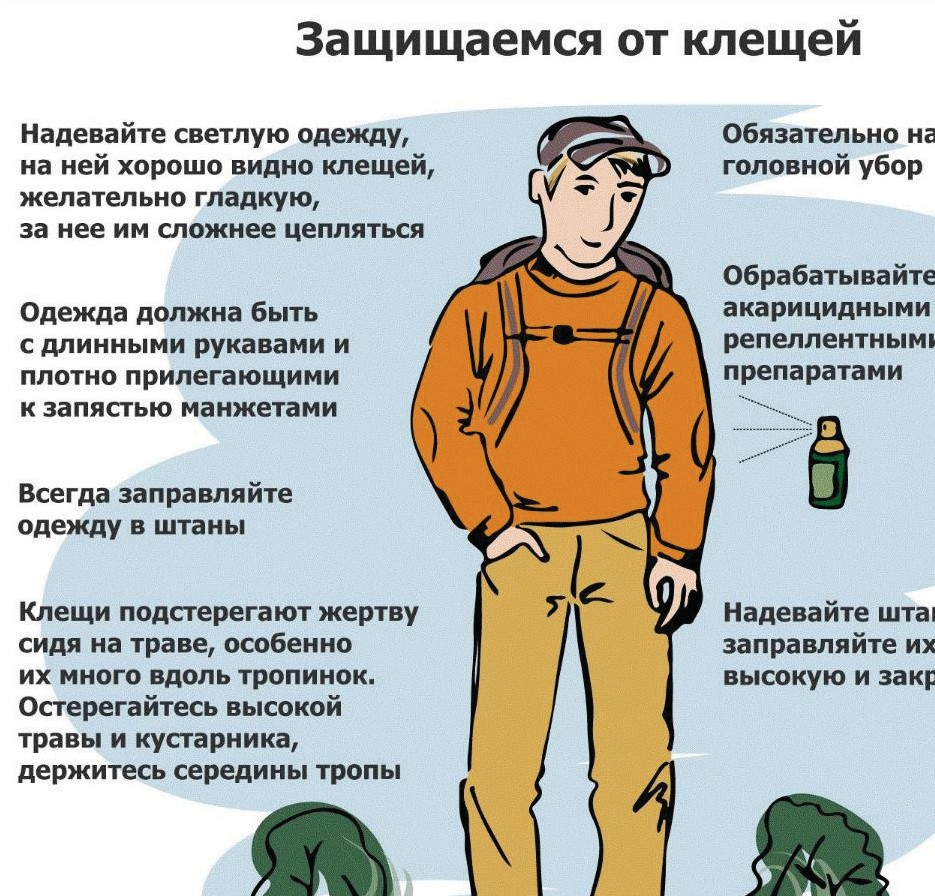 Защищаемся от клещей
Надевайте светлую одежду,
на ней хорошо видно клещей,
желательно гладкую,
за нее им сложнее цепляться
Одежда должна быть
с длинными рукавами и
плотно прилегающими
к запястью манжетами
Всегда заправляйте
одежду в штаны
Клещи подстерегают жертву
сидя на траве, особенно
их много вдоль тропинок.
Остерегайтесь высокой
травы и кустарника,
держитесь середины тропы
Обязательно
головной убор
Обрабатывайте
акарицидными
репеллентными
препаратами
Надевайте
заправляйте их
высокую и